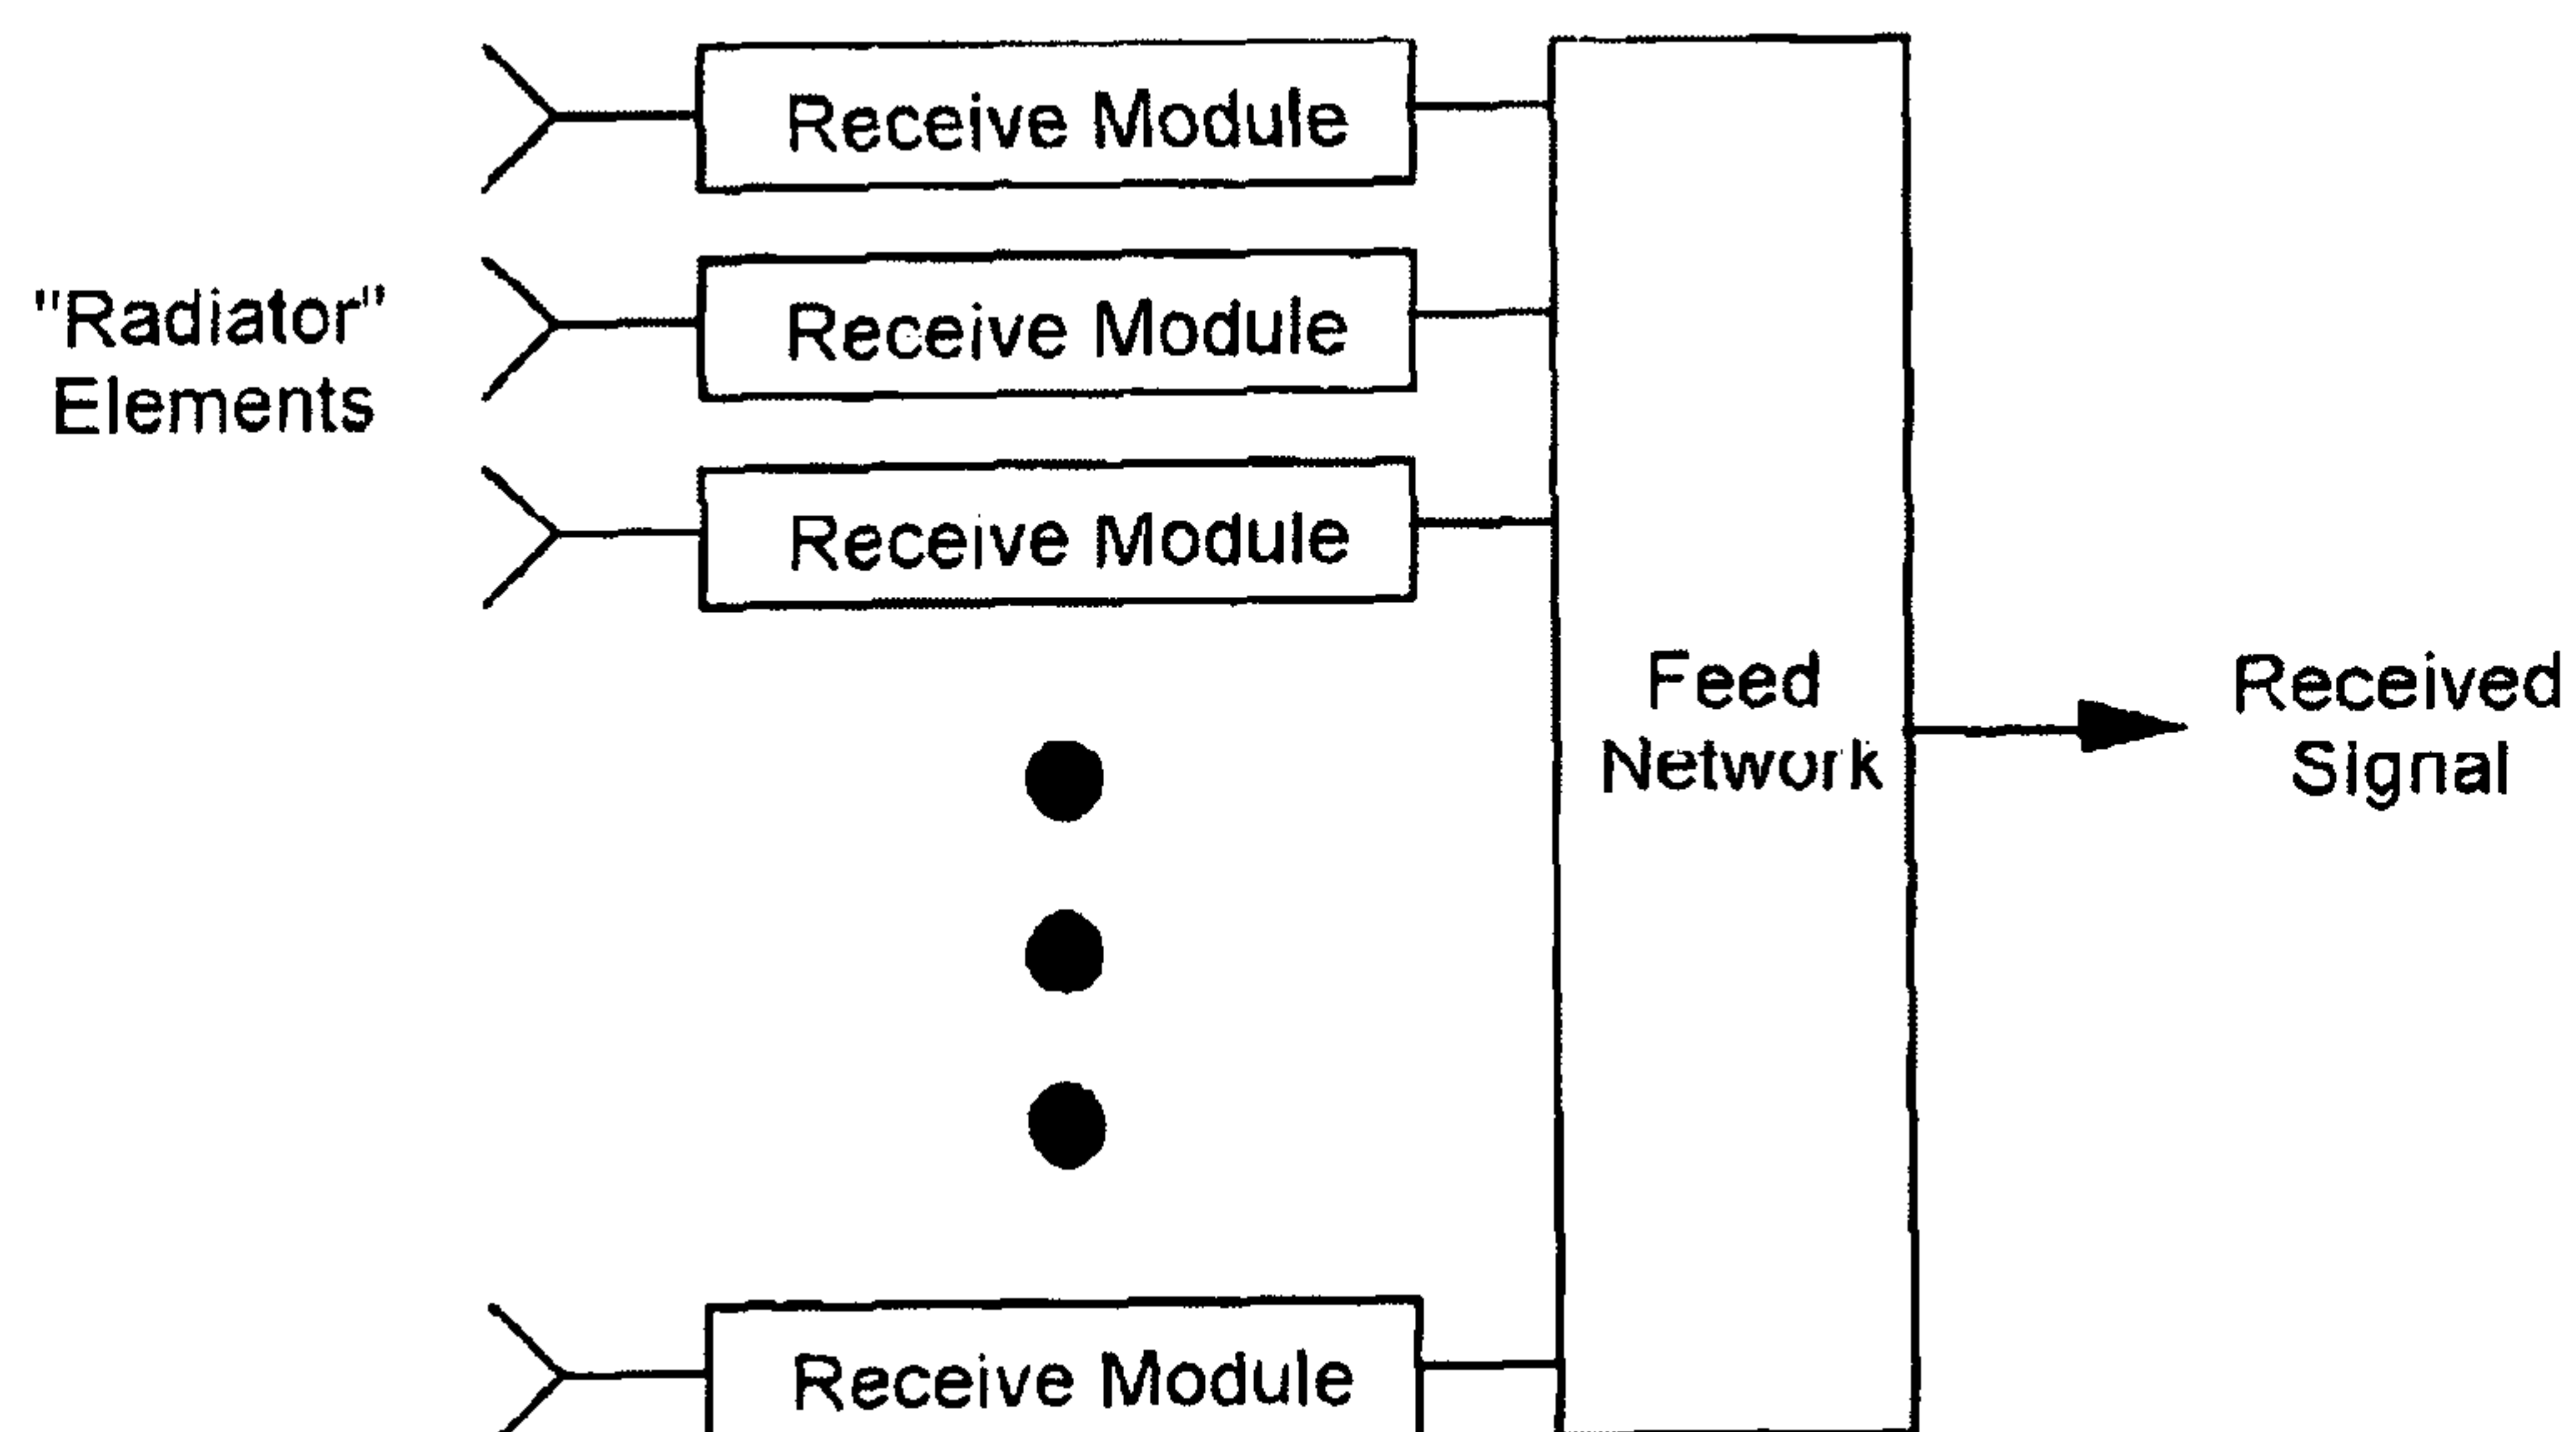 Receive Module
Receive Module
"Radiator"
Elements
Receive Module
Feed
Network
Received
Signal
Receive Module